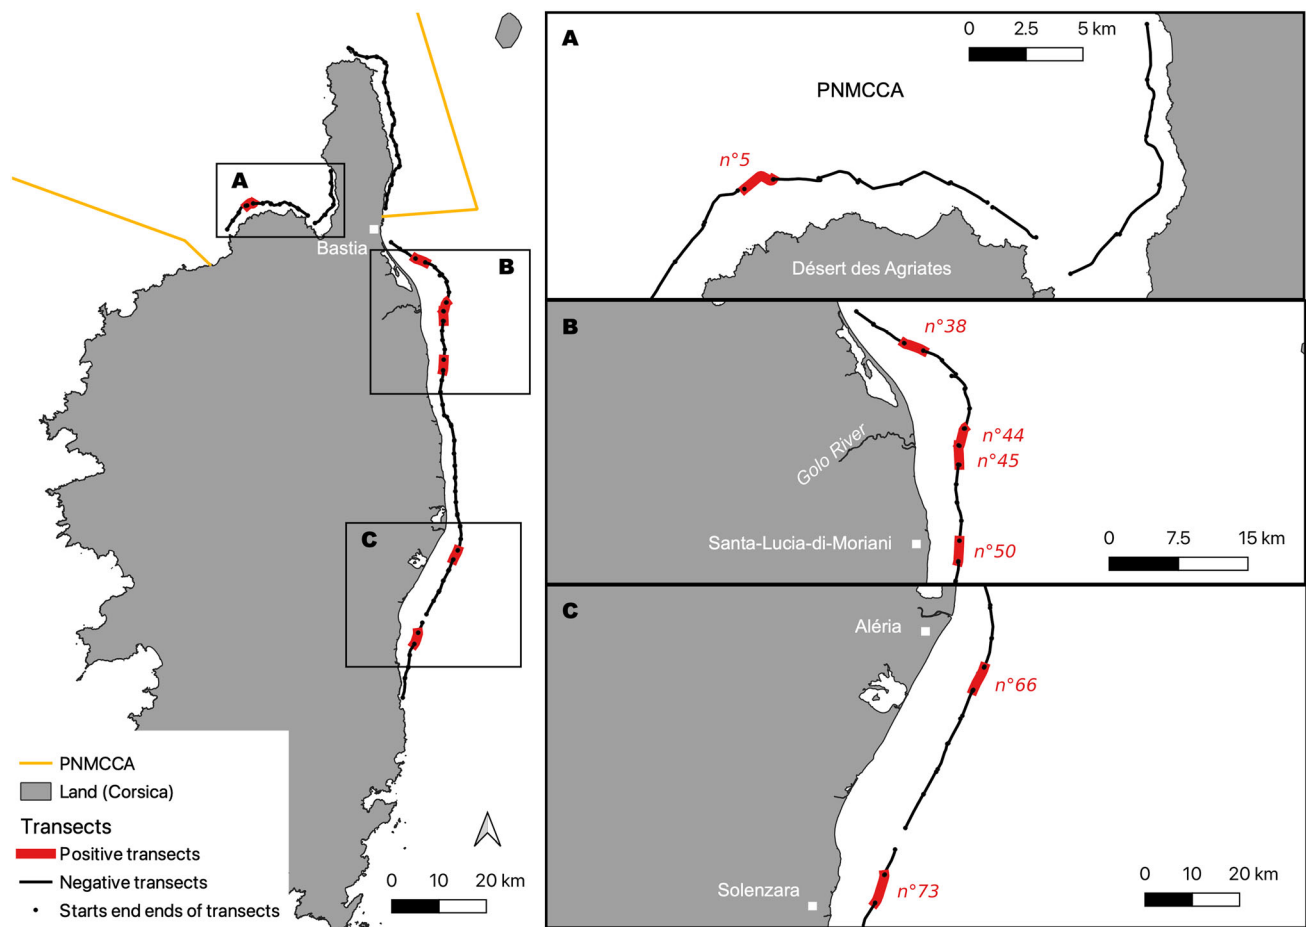 A
Bastia
B
C
PNMCCA
Land (Corsica)
Transects
Positive transects
Negative transects
Starts end ends of transects
0 10 20 km
A
0 2.5 5 km
PNMCCA
n°5
Désert des Agriates
B
n°38
n°44
n°45
Golo River
Santa-Lucia-di-Moriani
n°50
0 7.5 15 km
C
Aléria
n°66
Solenzara
n°73
0 10 20 km